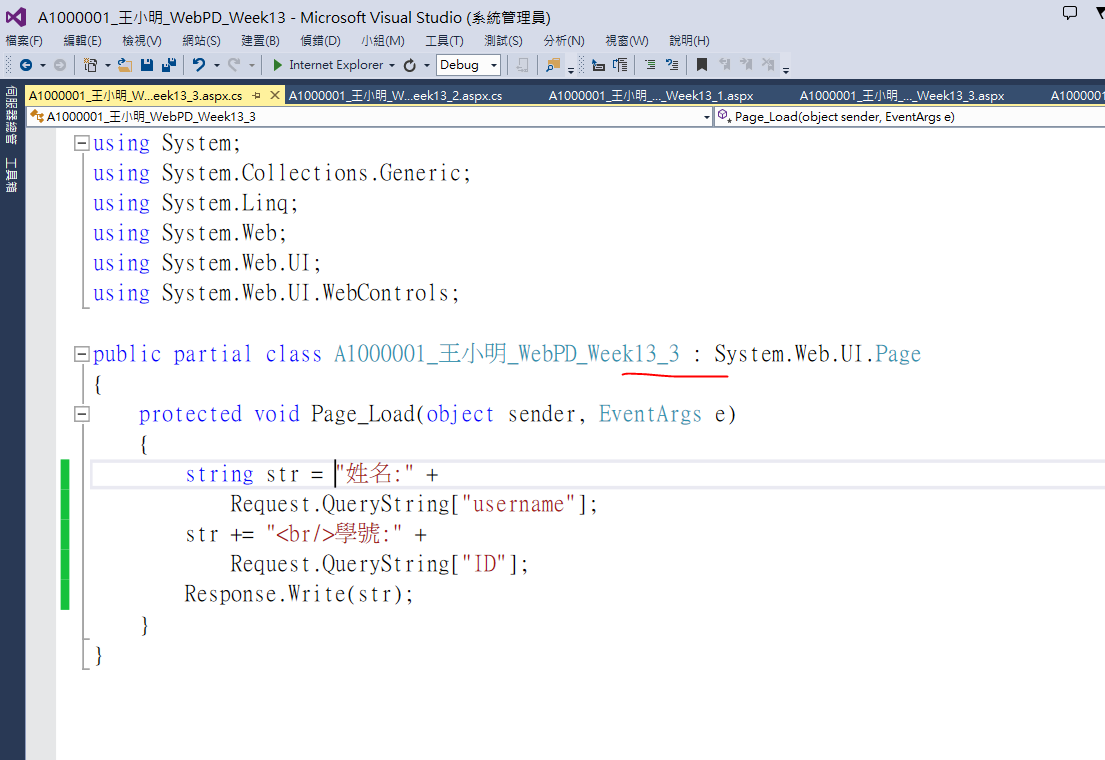 A1000001_王小明_WebPD_Week13 - Microsoft Visual Studio (系統管理員)
檔案(F) 編輯(E) 檢視(V) 網站(S) 建置(B) 偵錯(D) 小組(M) 工具(T) 測試(S) 分析(N) 視窗(W) 說明(H)
Internet Explorer Debug
A1000001_王小明_W...eek13_3.aspx.cs A1000001_王小明_W...eek13_2.aspx.cs A1000001_王小明_..._Week13_1.aspx A1000001_王小明_..._Week13_3.aspx A100000
A1000001_王小明_WebPD_Week13_3 Page_Load(object sender, EventArgs e)
伺服器總管
工具箱
using System;
using System.Collections.Generic;
using System.Linq;
using System.Web;
using System.Web.UI;
using System.Web.UI.WebControls;
public partial class A1000001_王小明_WebPD_Week13_3 : System.Web.UI.Page
{
protected void Page_Load(object sender, EventArgs e)
{
string str = "姓名:" +
Request.QueryString["username"];
str += "<br/>學號:" +
Request.QueryString["ID"];
Response.Write(str);
}
}